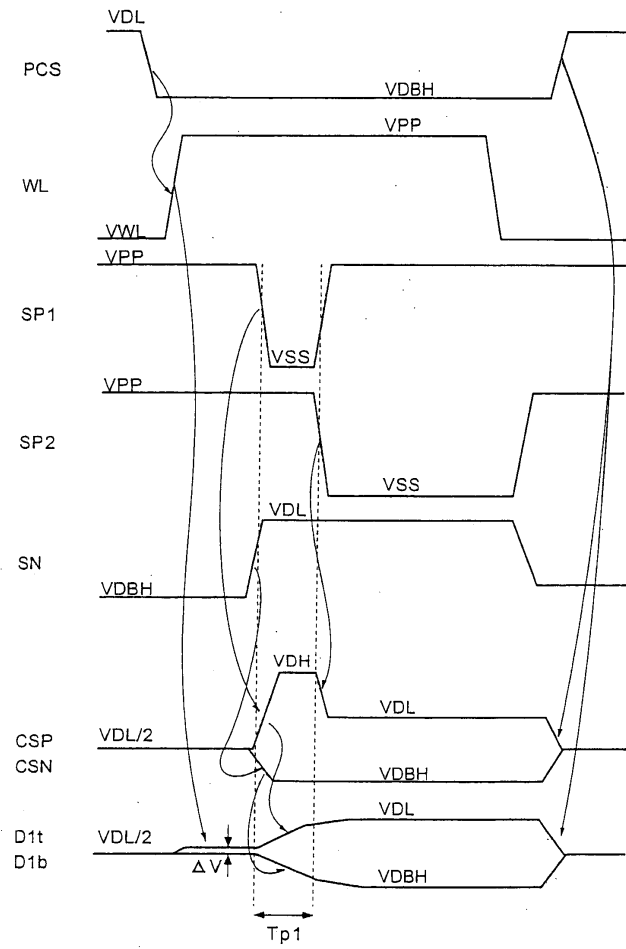 VDL
PCS
VDBH
VPP
WL
VWL
VPP
SP1
VSS
VPP
SP2
VSS
VDL
SN
VDBH
VDH
VDL
CSP
VDL/2
CSN
VDBH
VDL
D1t
VDL/2
D1b
ΔV
VDBH
Tp1